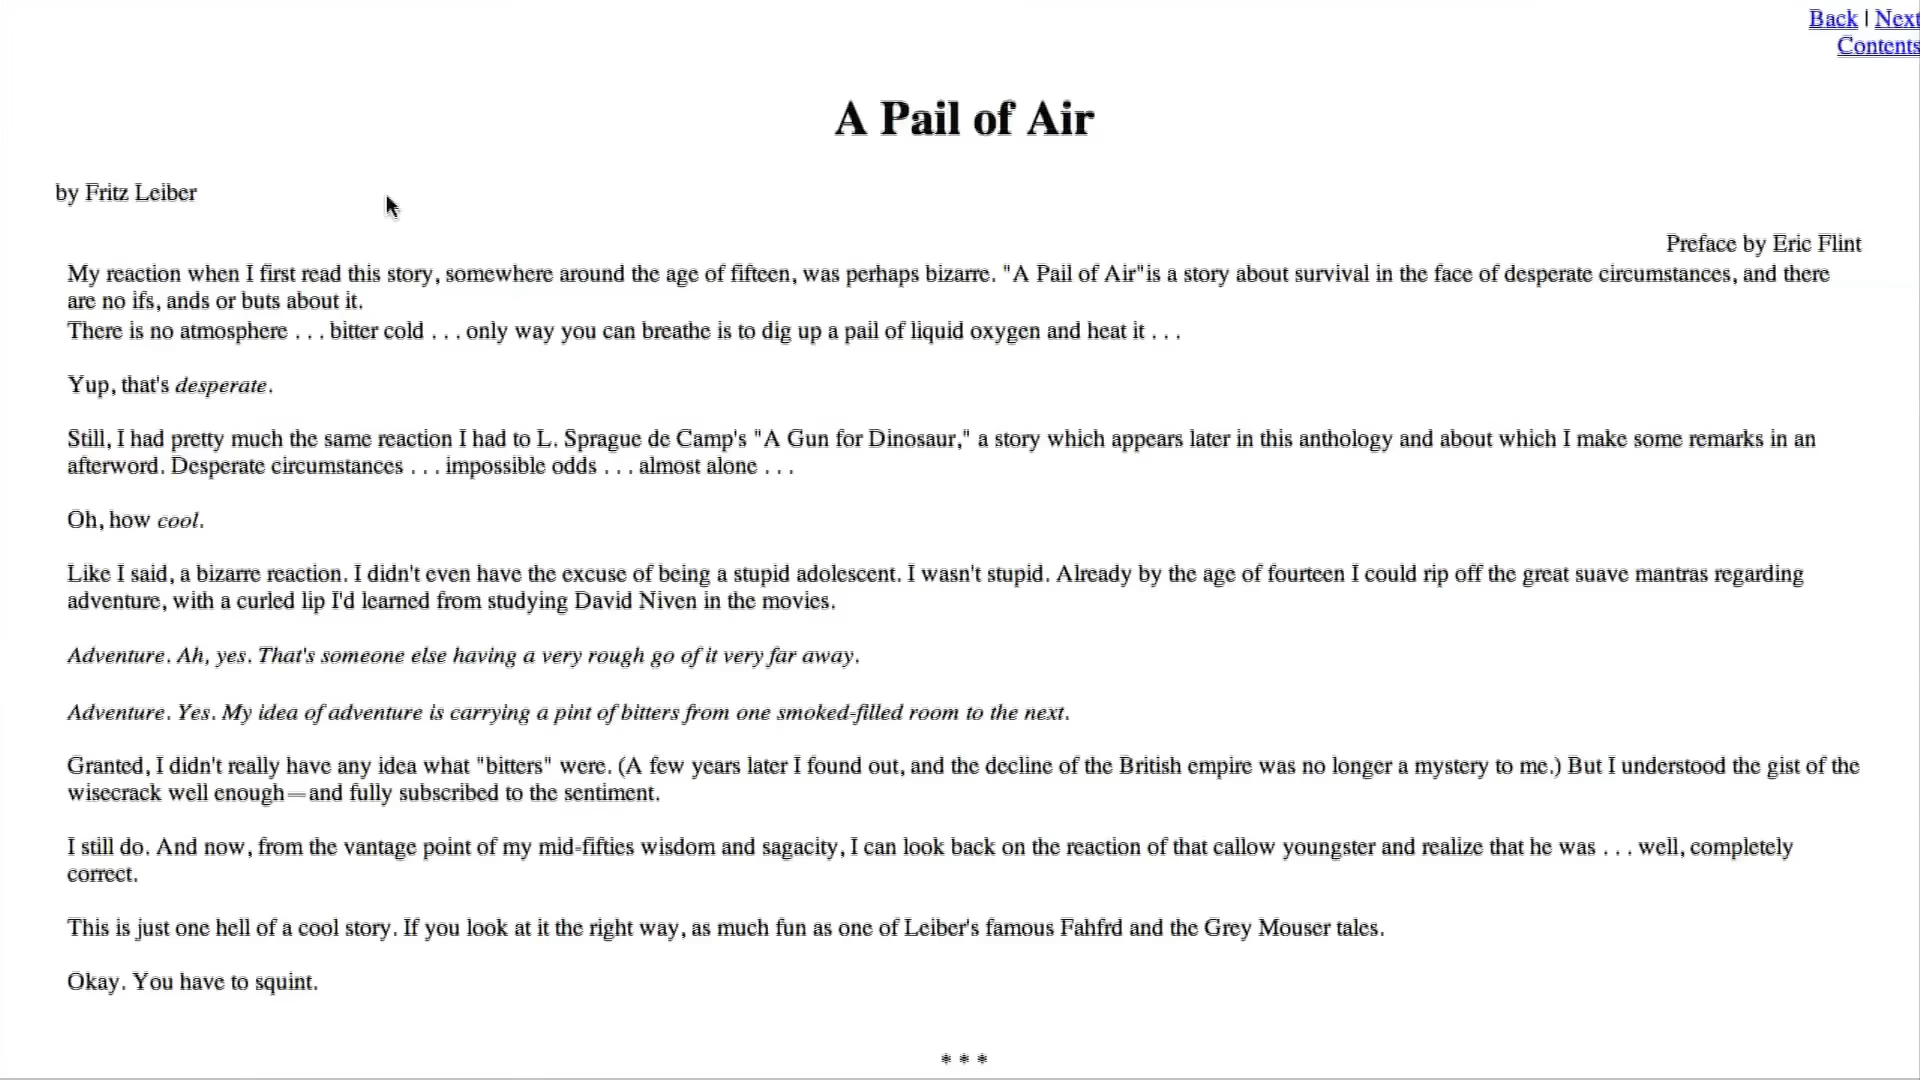 Back | Next
Contents
A Pail of Air
by Fritz Leiber
Preface by Eric Flint
My reaction when I first read this story, somewhere around the age of fifteen, was perhaps bizarre. "A Pail of Air"is a story about survival in the face of desperate circumstances, and there
are no ifs, ands or buts about it.
There is no atmosphere . . . bitter cold . . . only way you can breathe is to dig up a pail of liquid oxygen and heat it . . .
Yup, that's desperate.
Still, I had pretty much the same reaction I had to L. Sprague de Camp's "A Gun for Dinosaur," a story which appears later in this anthology and about which I make some remarks in an
afterword. Desperate circumstances . . . impossible odds . . . almost alone . . .
Oh, how cool.
Like I said, a bizarre reaction. I didn't even have the excuse of being a stupid adolescent. I wasn't stupid. Already by the age of fourteen I could rip off the great suave mantras regarding
adventure, with a curled lip I'd learned from studying David Niven in the movies.
Adventure. Ah, yes. That's someone else having a very rough go of it very far away.
Adventure. Yes. My idea of adventure is carrying a pint of bitters from one smoked-filled room to the next.
Granted, I didn't really have any idea what "bitters" were. (A few years later I found out, and the decline of the British empire was no longer a mystery to me.) But I understood the gist of the
wisecrack well enough—and fully subscribed to the sentiment.
I still do. And now, from the vantage point of my mid-fifties wisdom and sagacity, I can look back on the reaction of that callow youngster and realize that he was . . . well, completely
correct.
This is just one hell of a cool story. If you look at it the right way, as much fun as one of Leiber's famous Fahfrd and the Grey Mouser tales.
Okay. You have to squint.
* * *